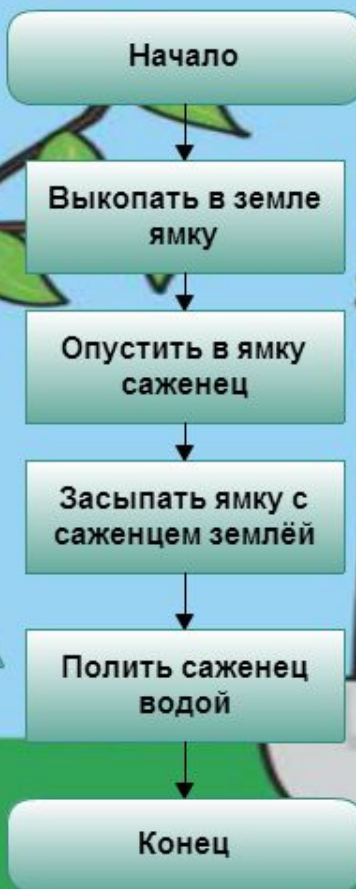 Начало
Выкопать в земле
ямку
Опустить в ямку
саженец
Засыпать ямку с
саженцем землёй
Полить саженец
водой
Конец